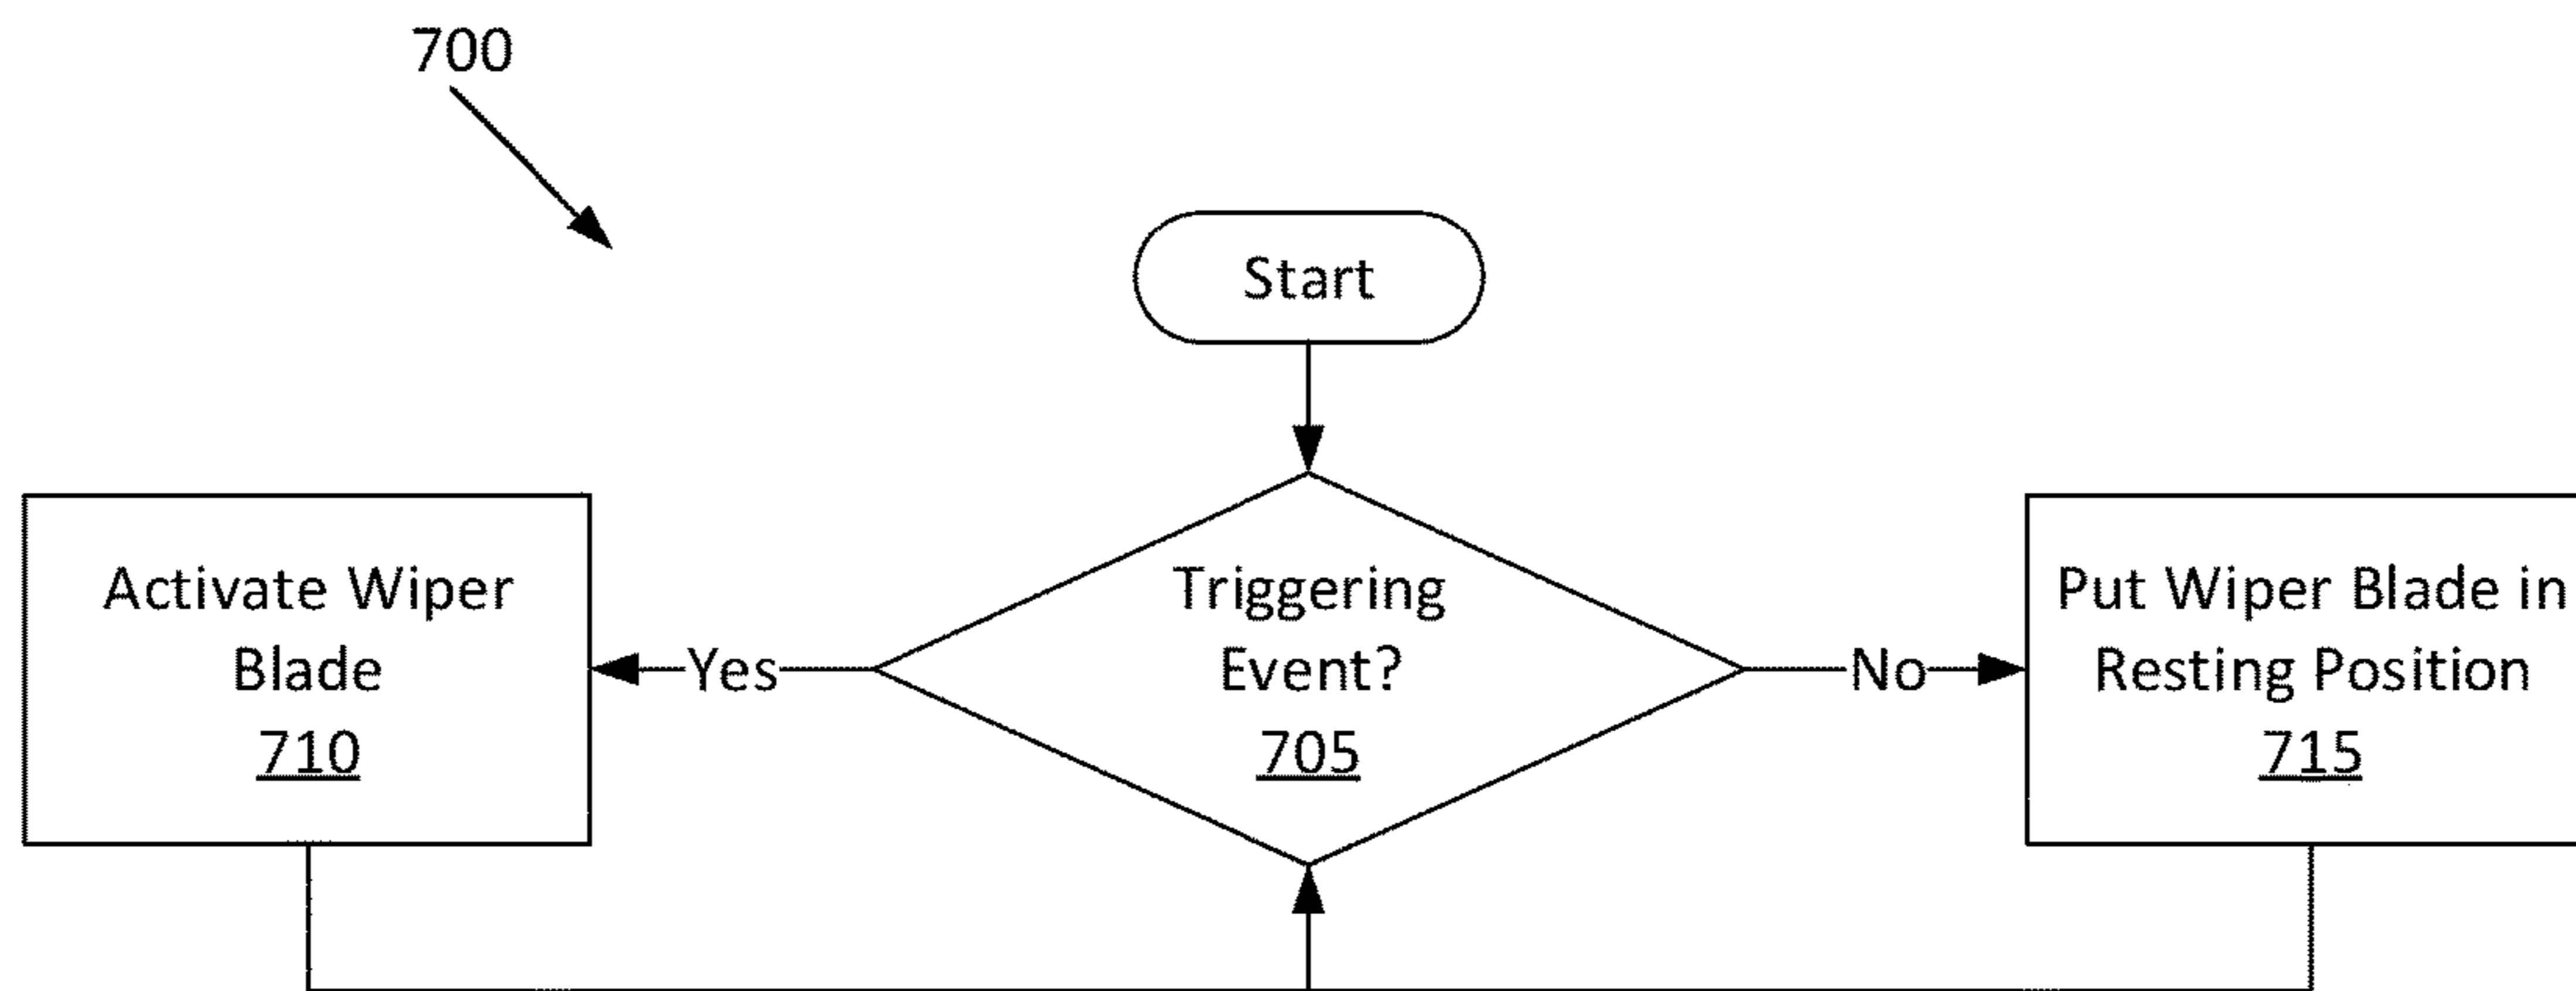 700
Start
Activate Wiper
Blade
710
Yes
Triggering
Event?
705
No
Put Wiper Blade in
Resting Position
715